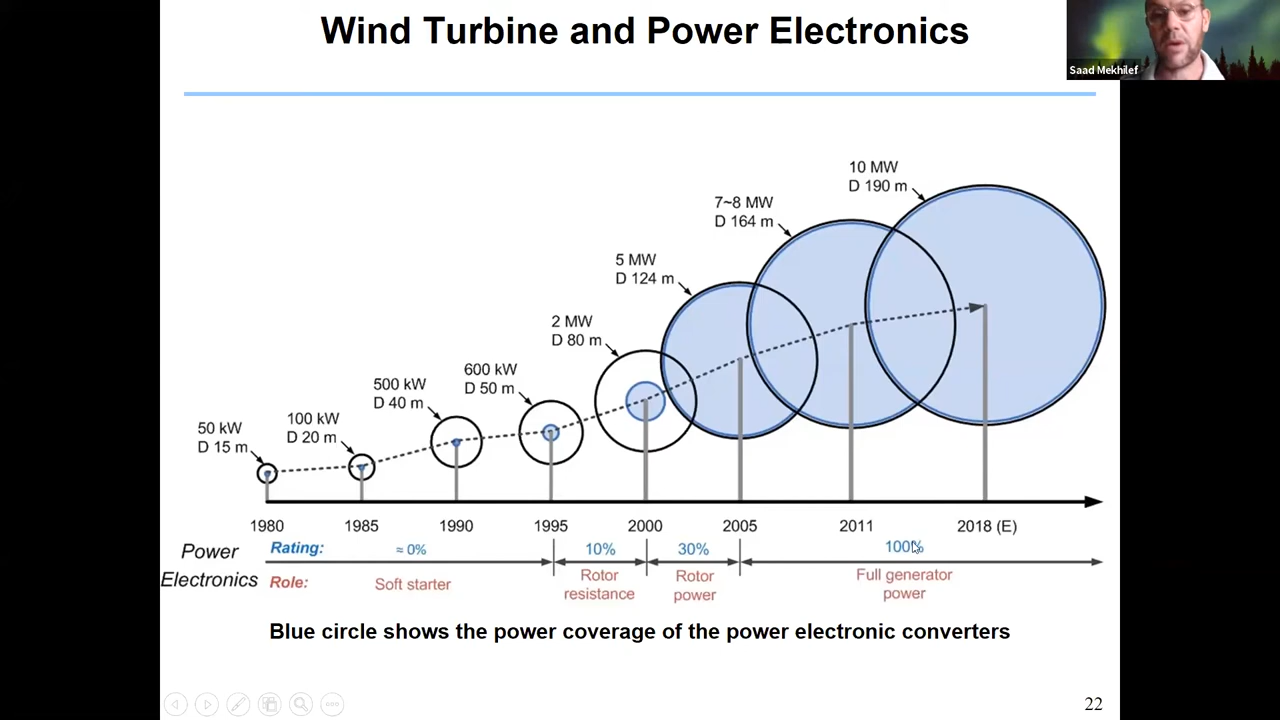 Wind Turbine and Power Electronics
Saad Mekhilef
10 MW
D 190 m
7~8 MW
D 164 m
5 MW
D 124 m
2 MW
D 80 m
600 kW
D 50 m
500 kW
D 40 m
100 kW
D 20 m
50 kW
D 15 m
1980 1985 1990 1995 2000 2005 2011 2018 (E)
Power
Electronics
Rating: ≈ 0% 10% 30% 100%
Role: Soft starter
Rotor
resistance
Rotor
power
Full generator
power
Blue circle shows the power coverage of the power electronic converters
22